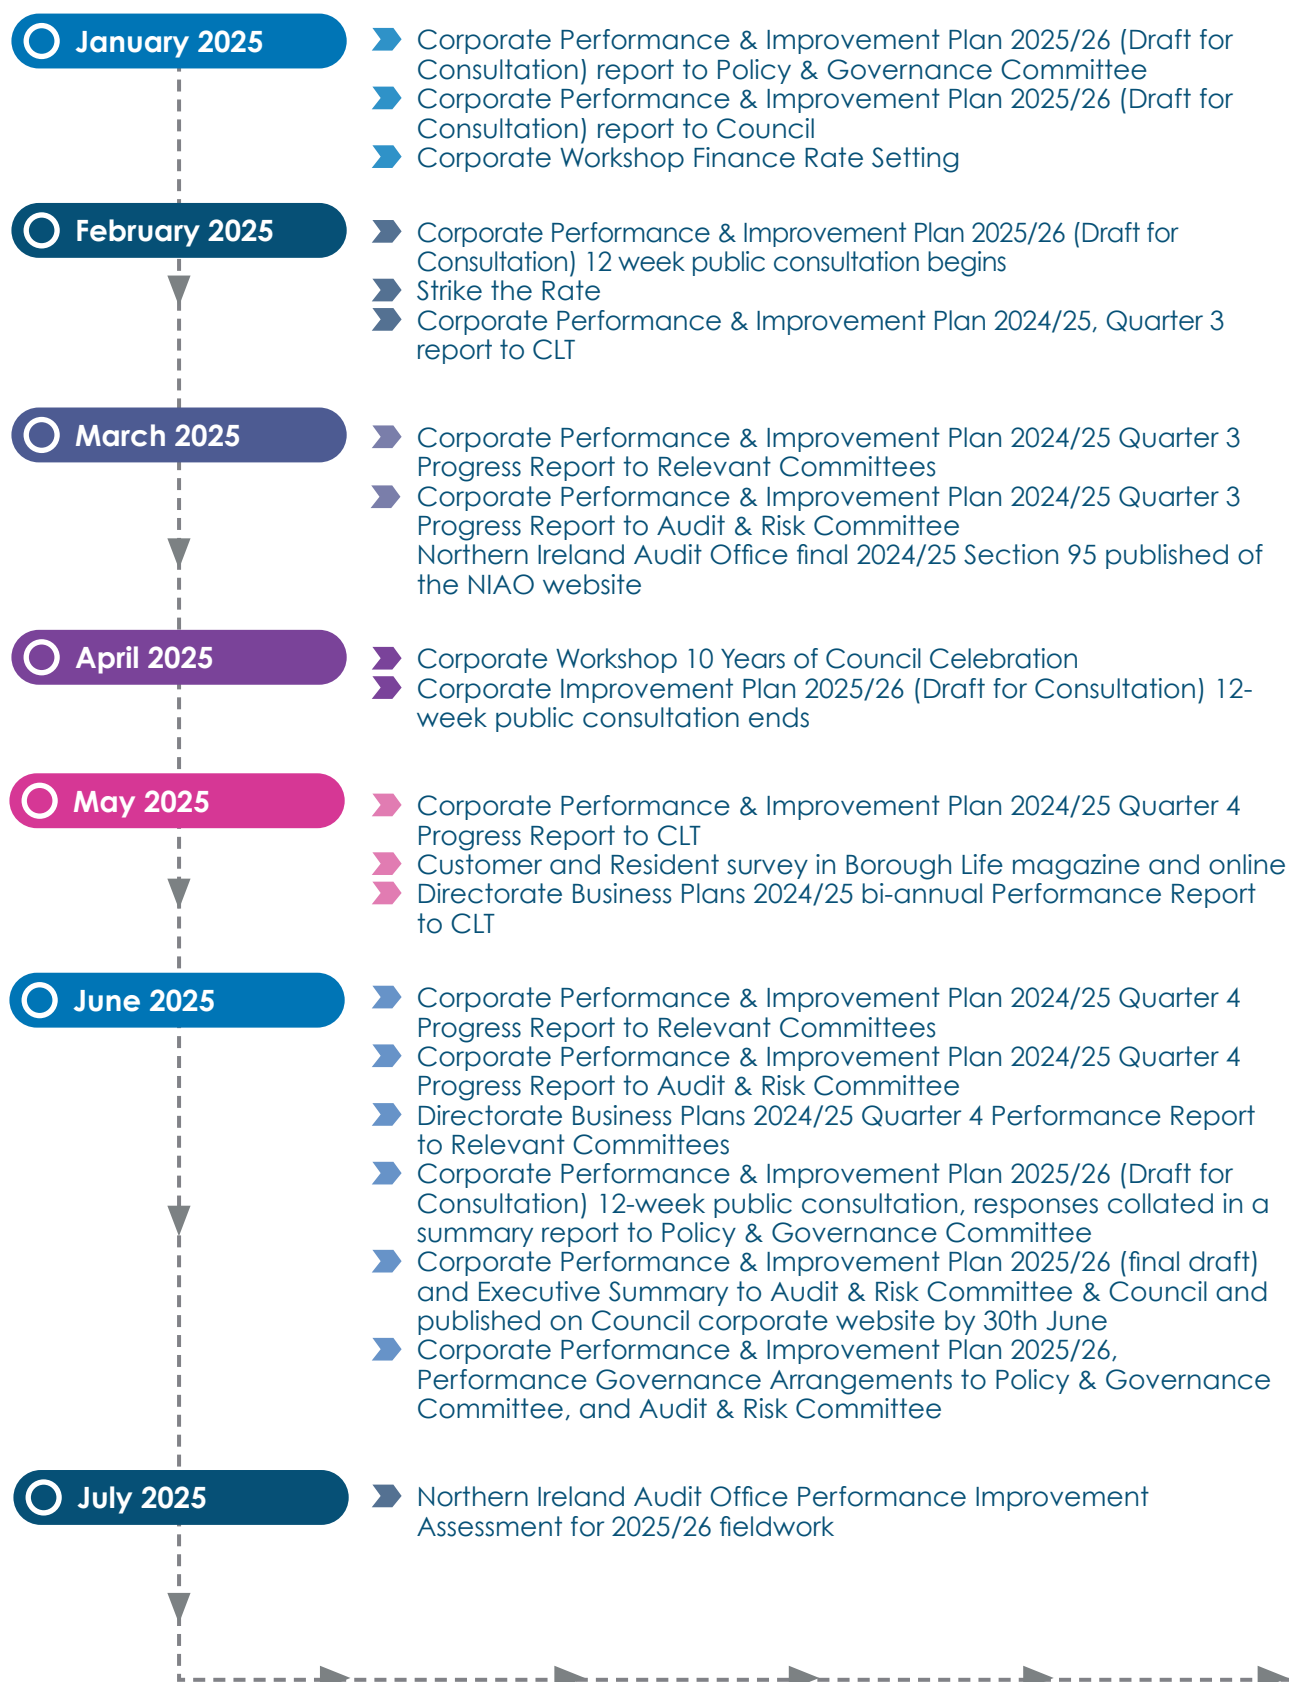 January 2025
Corporate Performance & Improvement Plan 2025/26 (Draft for
Consultation) report to Policy & Governance Committee
Corporate Performance & Improvement Plan 2025/26 (Draft for
Consultation) report to Council
Corporate Workshop Finance Rate Setting
February 2025
Corporate Performance & Improvement Plan 2025/26 (Draft for
Consultation) 12 week public consultation begins
Strike the Rate
Corporate Performance & Improvement Plan 2024/25, Quarter 3
report to CLT
March 2025
Corporate Performance & Improvement Plan 2024/25 Quarter 3
Progress Report to Relevant Committees
Corporate Performance & Improvement Plan 2024/25 Quarter 3
Progress Report to Audit & Risk Committee
Northern Ireland Audit Office final 2024/25 Section 95 published of
the NIAO website
April 2025
Corporate Workshop 10 Years of Council Celebration
Corporate Improvement Plan 2025/26 (Draft for Consultation) 12-
week public consultation ends
May 2025
Corporate Performance & Improvement Plan 2024/25 Quarter 4
Progress Report to CLT
Customer and Resident survey in Borough Life magazine and online
Directorate Business Plans 2024/25 bi-annual Performance Report
to CLT
June 2025
Corporate Performance & Improvement Plan 2024/25 Quarter 4
Progress Report to Relevant Committees
Corporate Performance & Improvement Plan 2024/25 Quarter 4
Progress Report to Audit & Risk Committee
Directorate Business Plans 2024/25 Quarter 4 Performance Report
to Relevant Committees
Corporate Performance & Improvement Plan 2025/26 (Draft for
Consultation) 12-week public consultation, responses collated in a
summary report to Policy & Governance Committee
Corporate Performance & Improvement Plan 2025/26 (final draft)
and Executive Summary to Audit & Risk Committee & Council and
published on Council corporate website by 30th June
Corporate Performance & Improvement Plan 2025/26,
Performance Governance Arrangements to Policy & Governance
Committee, and Audit & Risk Committee
July 2025
Northern Ireland Audit Office Performance Improvement
Assessment for 2025/26 fieldwork